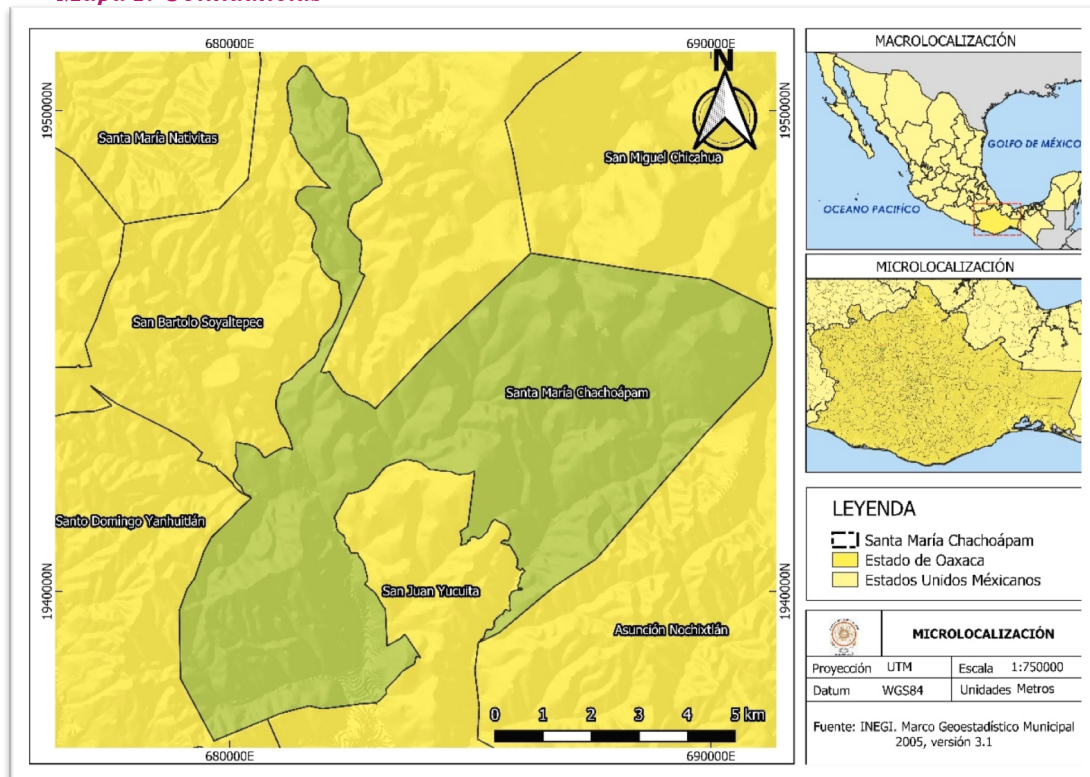 680000E
690000E
1950000N
1950000N
N
Santa María Nativitas
San Miguel Chicahua
San Bartolo Soyaltepec
Santa María Chachoápam
Santo Domingo Yanhuitlán
San Juan Yucuita
Asunción Nochixtlán
1940000N
1940000N
0 1 2 3 4 5 km
680000E
690000E
MACROLOCALIZACIÓN
GOLFO DE MÉXICO
OCEANO PACIFÍCO
MICROLOCALIZACIÓN
LEYENDA
Santa María Chachoápam
Estado de Oaxaca
Estados Unidos Méxicanos
MICROLOCALIZACIÓN
Proyección UTM Escala 1:750000
Datum WGS84 Unidades Metros
Fuente: INEGI. Marco Geoestadístico Municipal
2005, versión 3.1